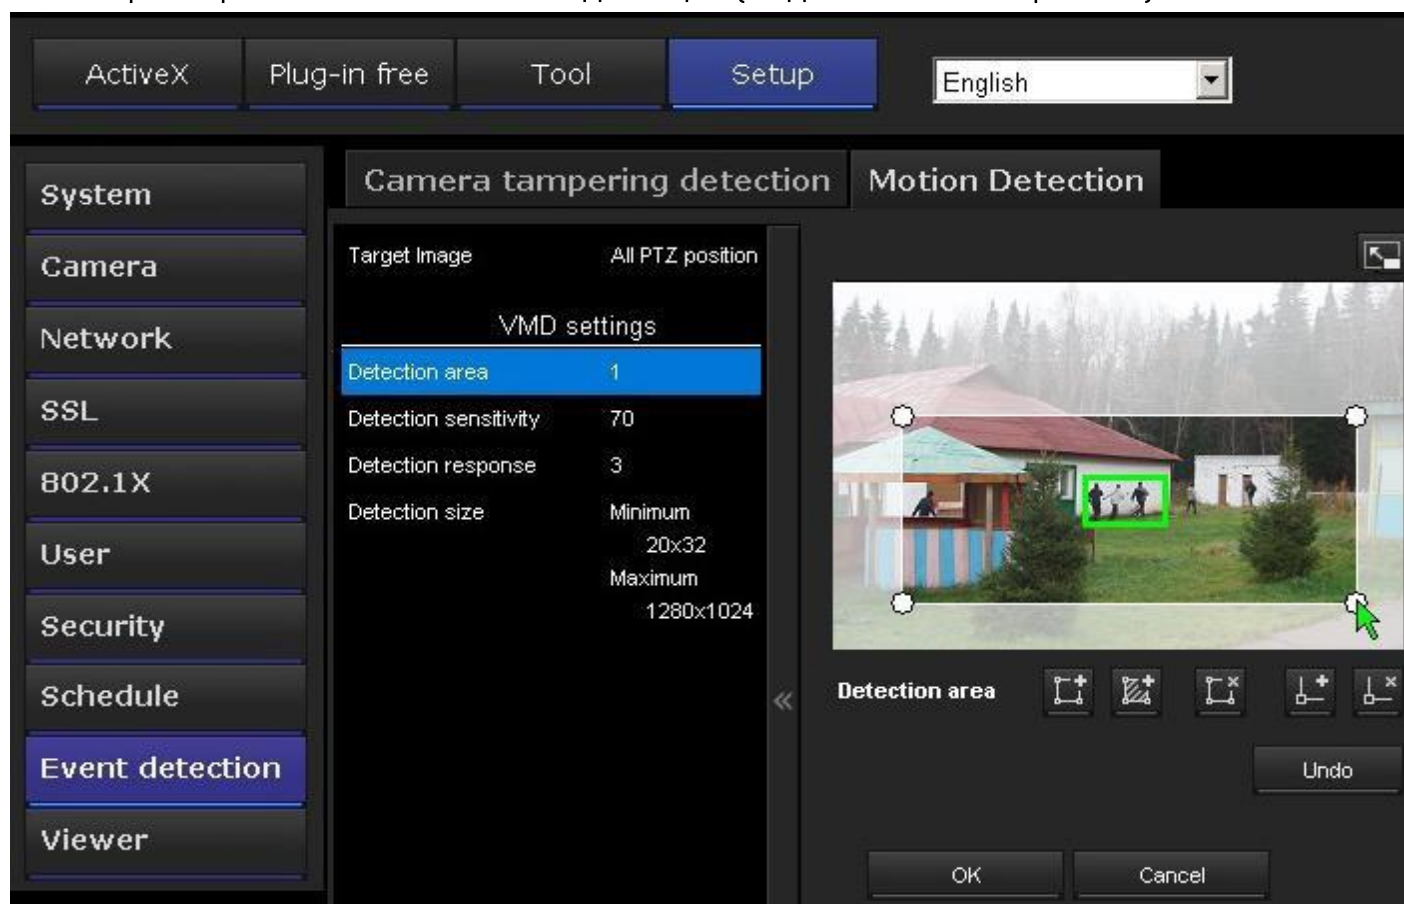 ActiveX
Plug-in free
Tool
Setup
English
System
Camera
Network
SSL
802.1X
User
Security
Schedule
Event detection
Viewer
Camera tampering detection
Motion Detection
Target Image All PTZ position
VMD settings
Detection area 1
Detection sensitivity 70
Detection response 3
Detection size Minimum
20x32
Maximum
1280x1024
«
Detection area
Undo
OK
Cancel